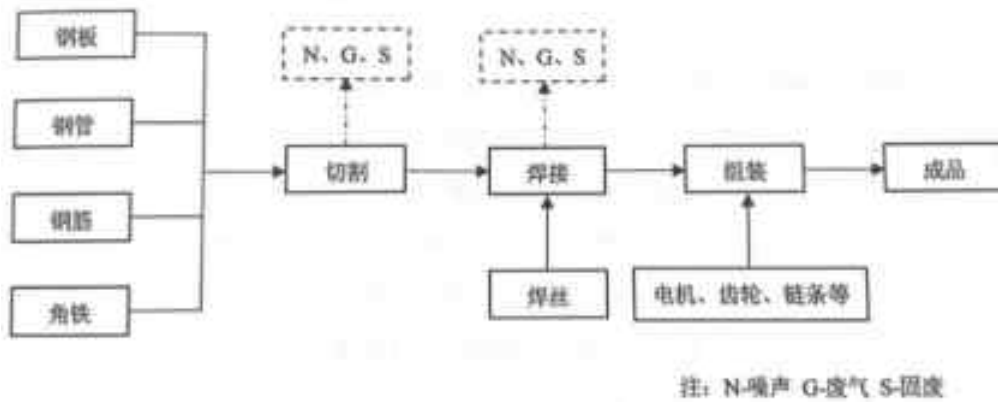 钢板
N、G、S
N、G、S
钢管
切割
焊接
组装
成品
钢筋
焊丝
电机、齿轮、链条等
角铁
注：N-噪声 G-废气 S-固废